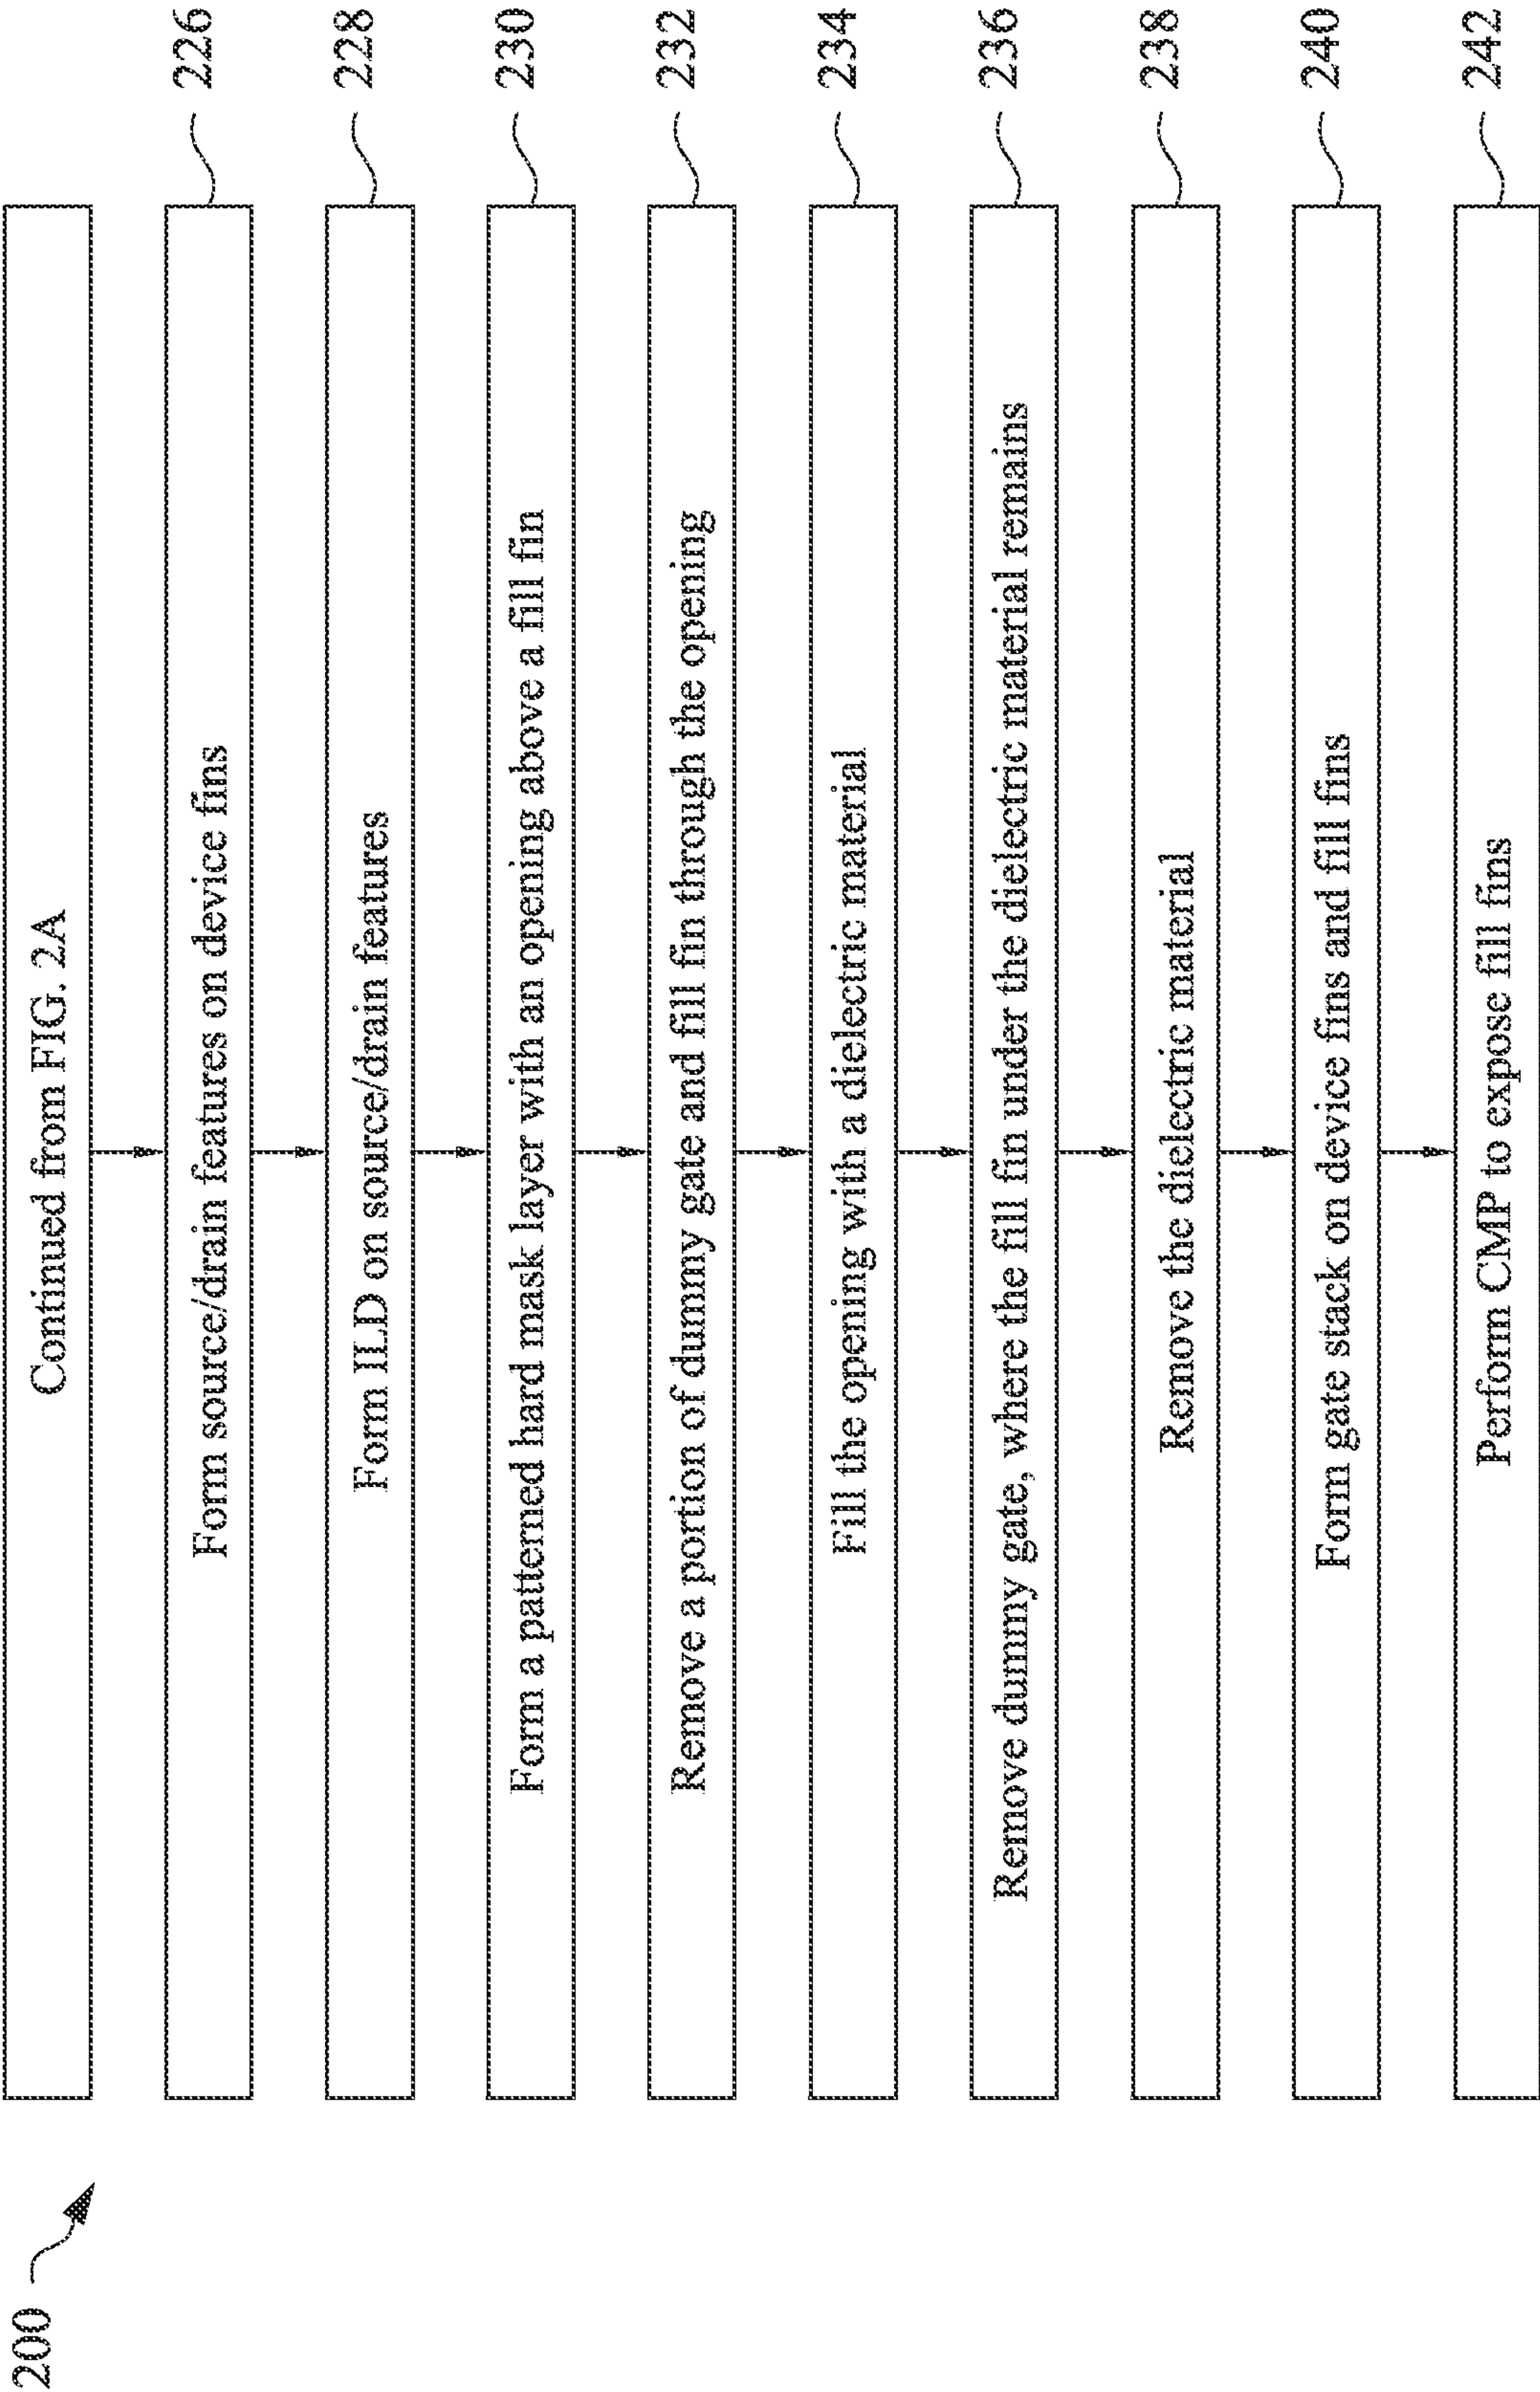 200
Continued from FIG. 2A
Form source/drain features on device fins
226
Form ILD on source/drain features
228
Form a patterned hard mask layer with an opening above a fill fin
230
Remove a portion of dummy gate and fill fin through the opening
232
Fill the opening with a dielectric material
234
Remove dummy gate, where the fill fin under the dielectric material remains
236
Remove the dielectric material
238
Form gate stack on device fins and fill fins
240
Perform CMP to expose fill fins
242